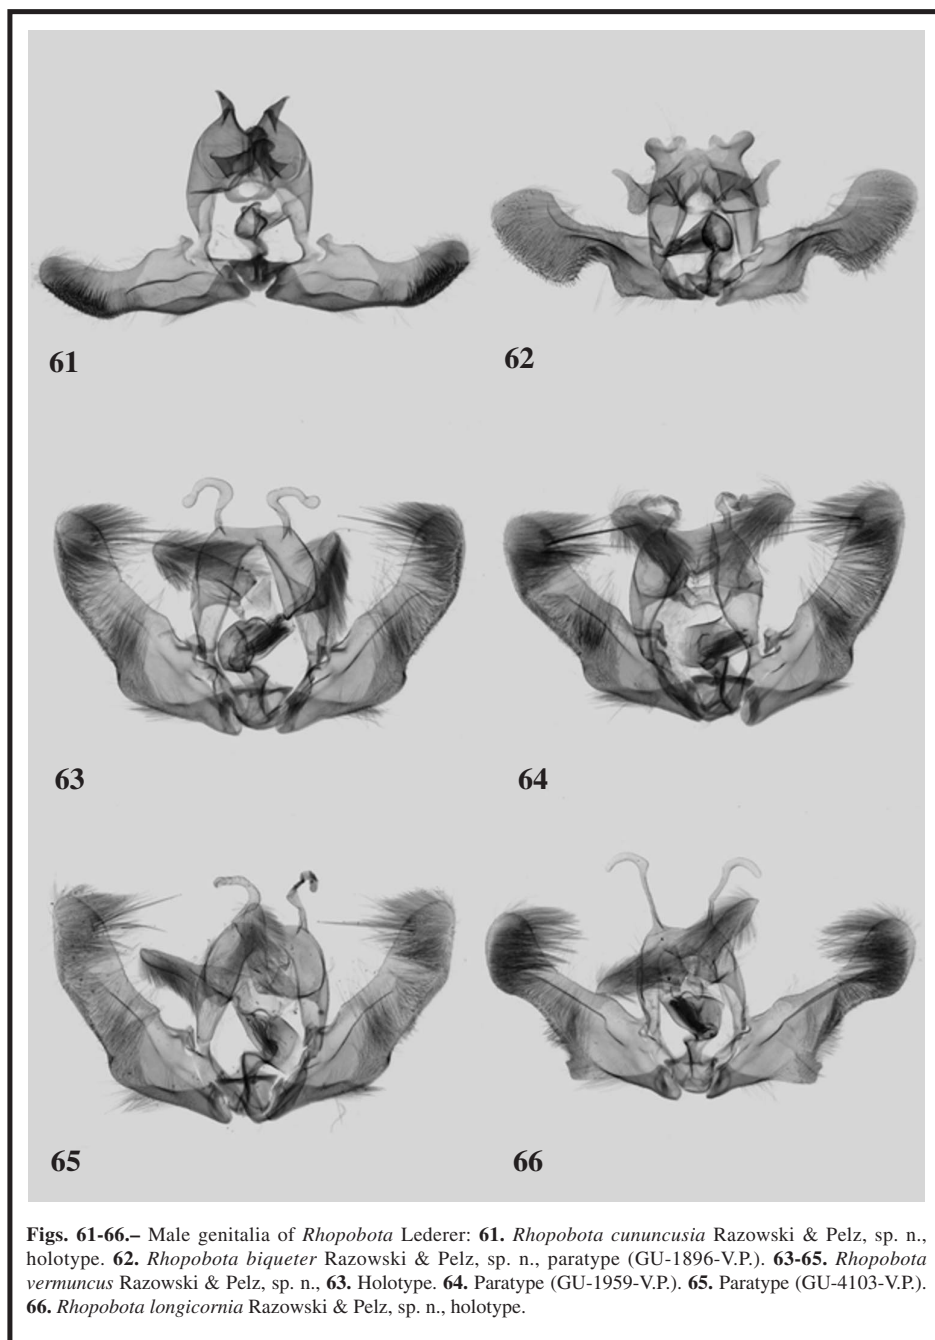 61
62
63
64
65
66
Figs. 61-66.– Male genitalia of Rhopobota Lederer: 61. Rhopobota cununcusia Razowski & Pelz, sp. n.,
holotype. 62. Rhopobota biqueter Razowski & Pelz, sp. n., paratype (GU-1896-V.P.). 63-65. Rhopobota
vermuncus Razowski & Pelz, sp. n., 63. Holotype. 64. Paratype (GU-1959-V.P.). 65. Paratype (GU-4103-V.P.).
66. Rhopobota longicornia Razowski & Pelz, sp. n., holotype.